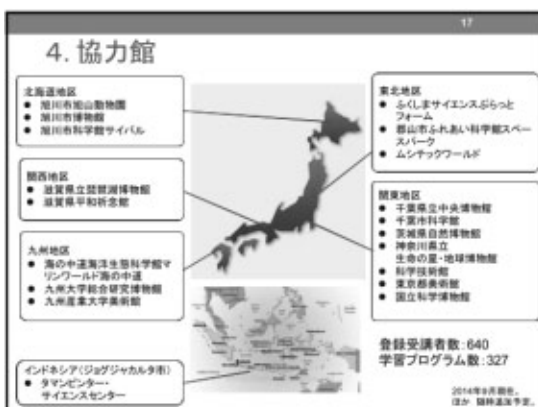 17
4. 協力館
北海道地区
● 旭川市旭山動物園
● 旭川市博物館
● 旭川市科学館サイパル
関西地区
● 滋賀県立琵琶湖博物館
● 滋賀県平和祈念館
九州地区
● 海の中道海洋生態科学館マ
リンワールド海の中道
● 九州大学総合研究博物館
● 九州産業大学美術館
インドネシア(ジョグジャカルタ市)
● タマンピンター・
サイエンスセンター
東北地区
● ふくしまサイエンスぷらっと
フォーム
● 郡山市ふれあい科学館スペー
スパーク
● ムシテックワールド
関東地区
● 千葉県立中央博物館
● 千葉市科学館
● 茨城県自然博物館
● 神奈川県立
生命の星・地球博物館
● 科学技術館
● 東京都美術館
● 国立科学博物館
登録受講者数:640
学習プログラム数:327
2014年9月現在。
ほか 随時追加予定。